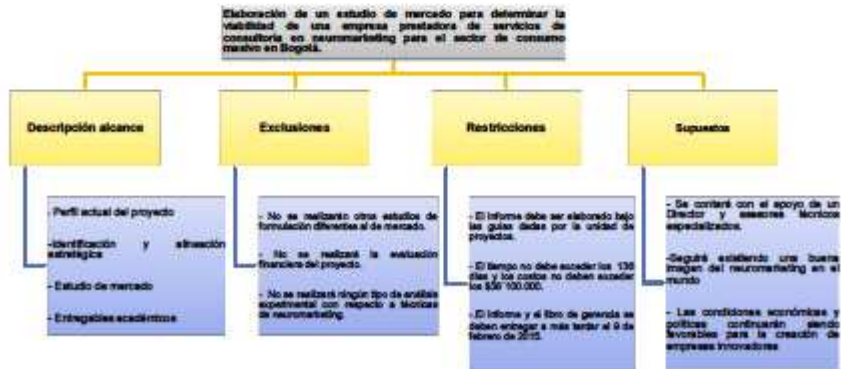 Elaboración de un estudio de mercado para determinar la
viabilidad de una empresa prestadora de servicios de
consultoría en neuromarketing para el sector de consumo
masivo en Bogotá.
Descripción alcance
- Perfil actual del proyecto
-Identificación y alineación
estratégica
- Estudio de mercado
- Entregables académicos
Exclusiones
- No se realizarán otros estudios de
formulación diferentes al de mercado.
- No se realizará la evaluación
financiera del proyecto.
- No se realizará ningún tipo de análisis
experimental con respecto a técnicas
de neuromarketing.
Restricciones
- El informe debe ser elaborado bajo
las guías dadas por la unidad de
proyectos.
- El tiempo no debe exceder los
días y los costos no deben exceder
los $36'100.000.
- El informe y el libro de gerencia se
deben entregar a más tardar el 9 de
febrero de 2015.
Supuestos
- Se contará con el apoyo de un
Director y asesores técnicos
especializados.
-Seguirá existiendo una buena
imagen del neuromarketing en el
mundo
- Las condiciones económicas y
políticas continuarán siendo
favorables para la creación de
empresas innovadoras